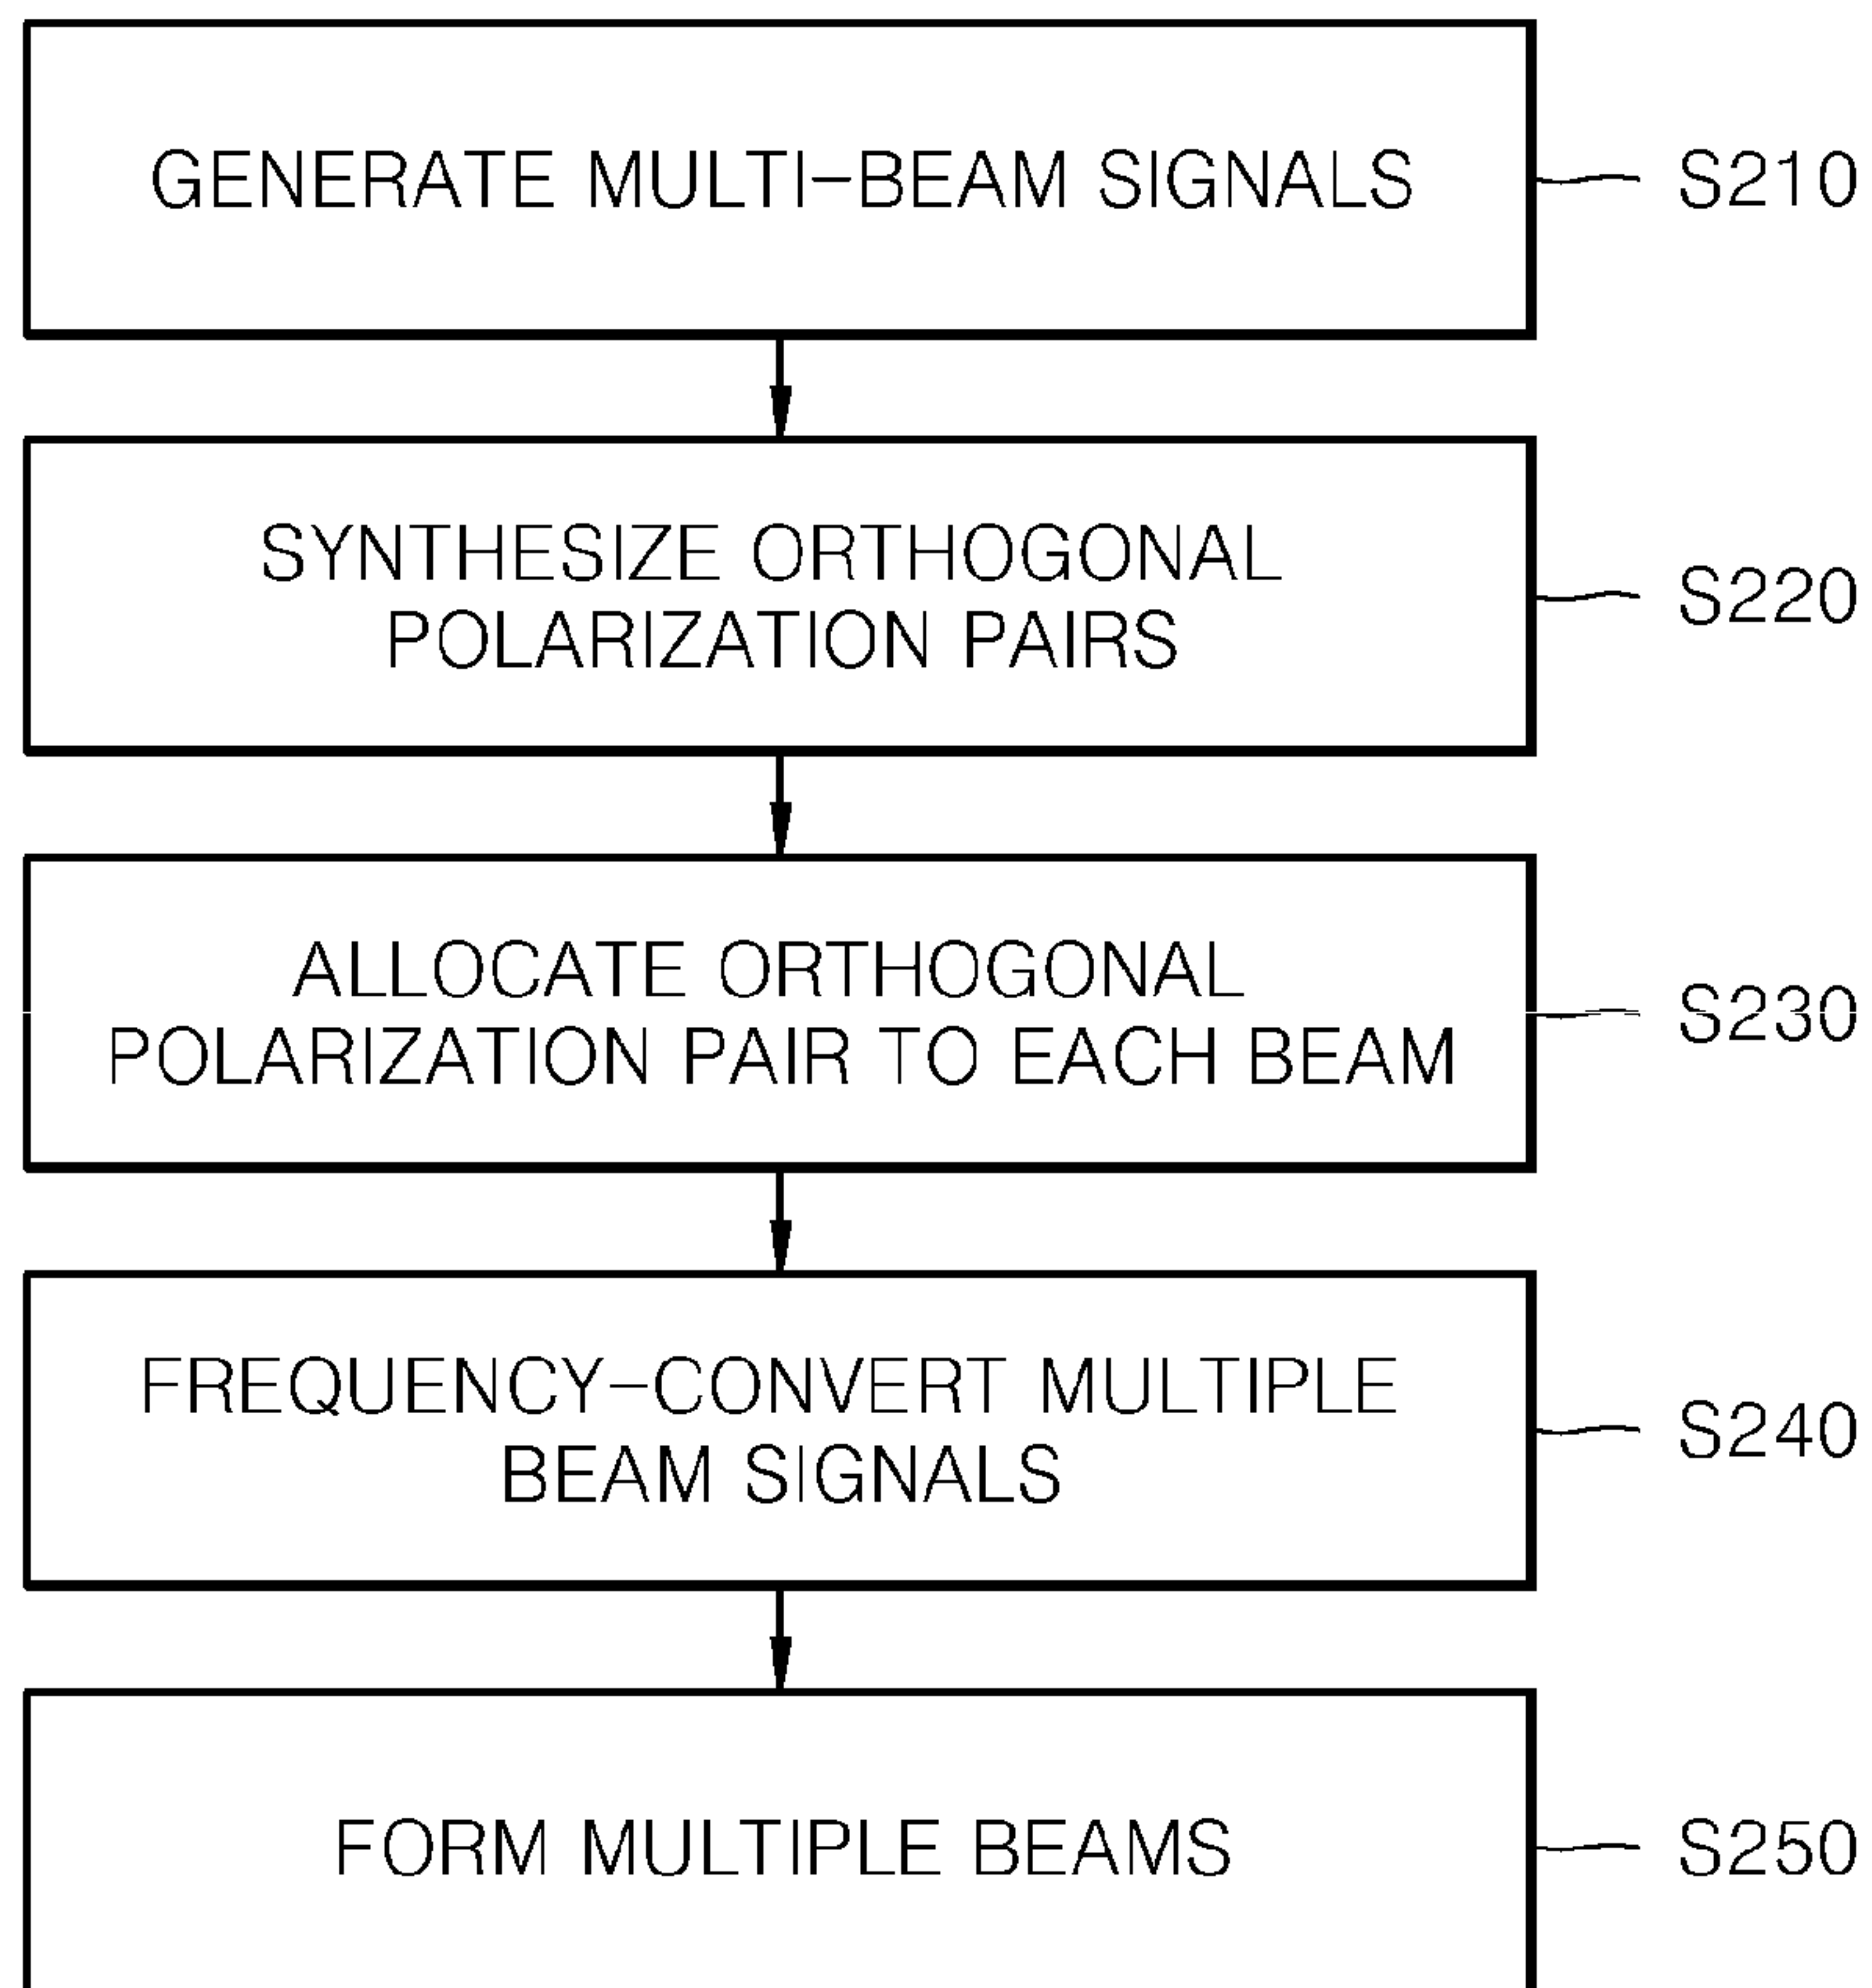 GENERATE MULTI-BEAM SIGNALS
S210
SYNTHESIZE ORTHOGONAL
POLARIZATION PAIRS
S220
ALLOCATE ORTHOGONAL
POLARIZATION PAIR TO EACH BEAM
S230
FREQUENCY-CONVERT MULTIPLE
BEAM SIGNALS
S240
FORM MULTIPLE BEAMS
S250